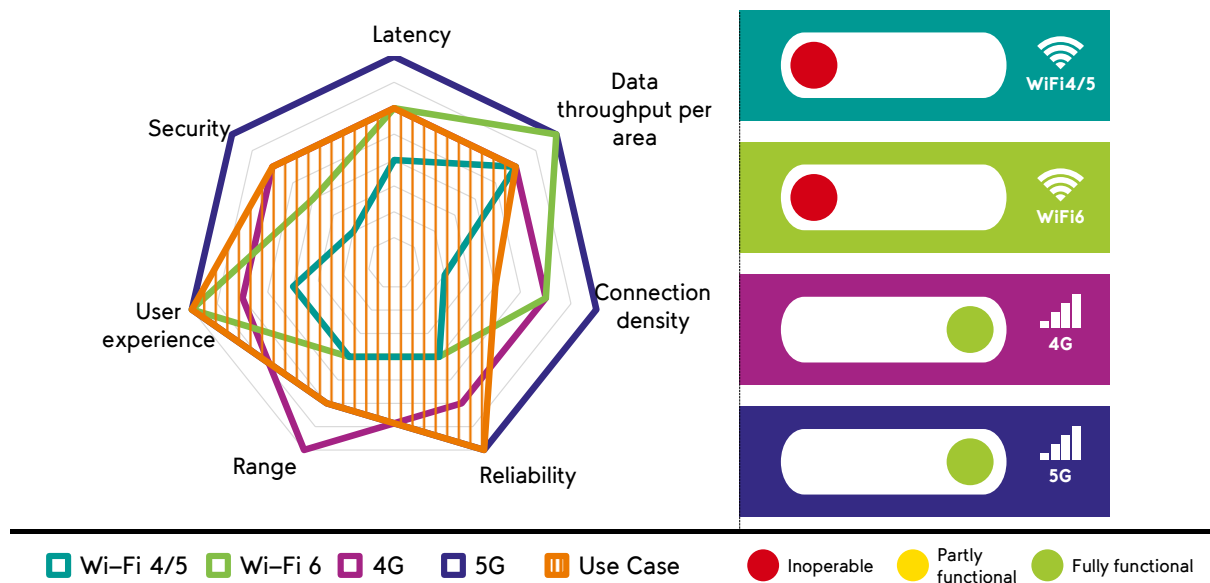 Latency
Data
throughput per
area
Security
Connection
density
User
experience
Range
Reliability
WiFi4/5
WiFi6
4G
5G
Wi–Fi 4/5
Wi–Fi 6
4G
5G
Use Case
Inoperable
Partly
functional
Fully functional